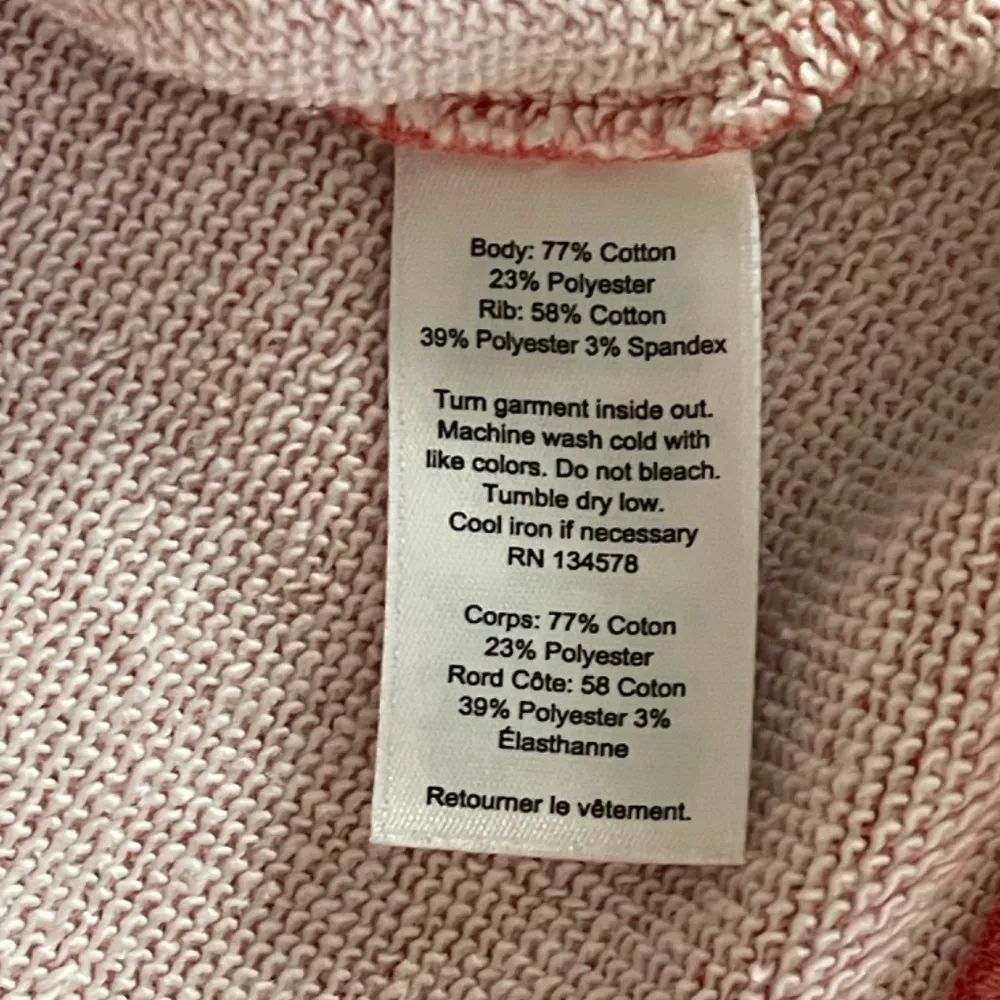 Body: 77% Cotton
23% Polyester
Rib: 58% Cotton
39% Polyester 3% Spandex
Turn garment inside out.
Machine wash cold with
like colors. Do not bleach.
Tumble dry low.
Cool iron if necessary
RN 134578
Corps: 77% Coton
23% Polyester
Rord Côte: 58 Coton
39% Polyester 3%
Élasthanne
Retourner le vêtement.